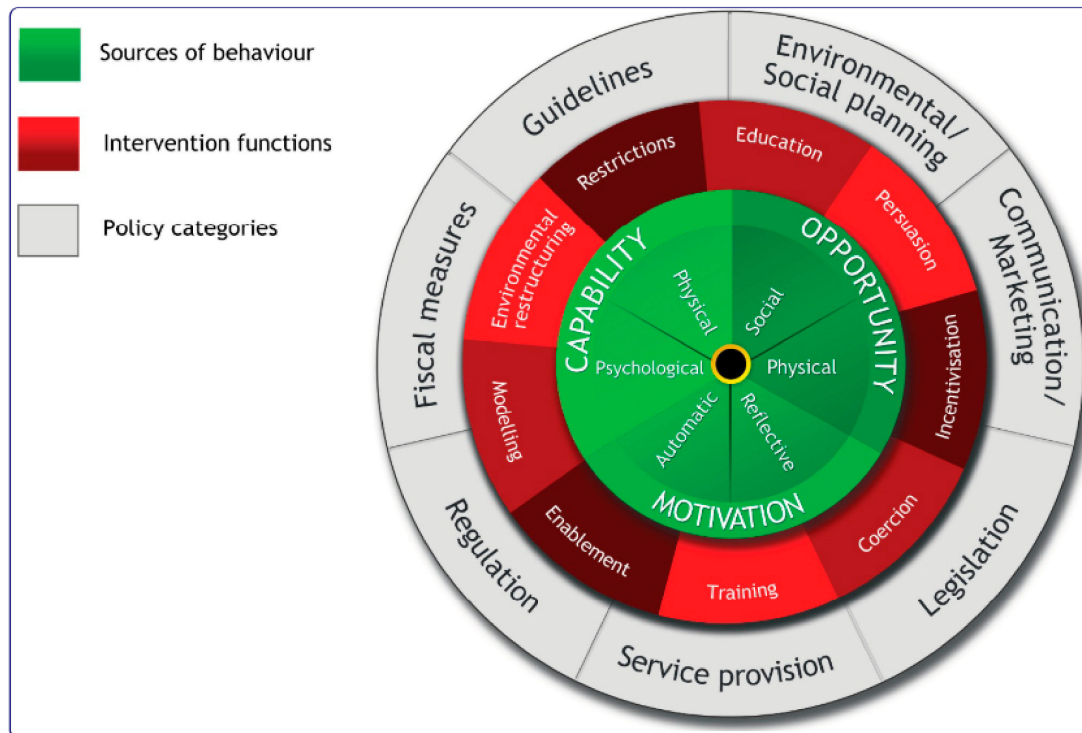 Sources of behaviour
Intervention functions
Policy categories
Guidelines
Environmental/
Social planning
Communication/
Marketing
Legislation
Service provision
Regulation
Fiscal measures
Restrictions
Education
Persuasion
Incentivisation
Coercion
Training
Enablement
Modelling
Environmental
restructuring
CAPABILITY
OPPORTUNITY
MOTIVATION
Physical
Social
Psychological
Physical
Automatic
Reflective